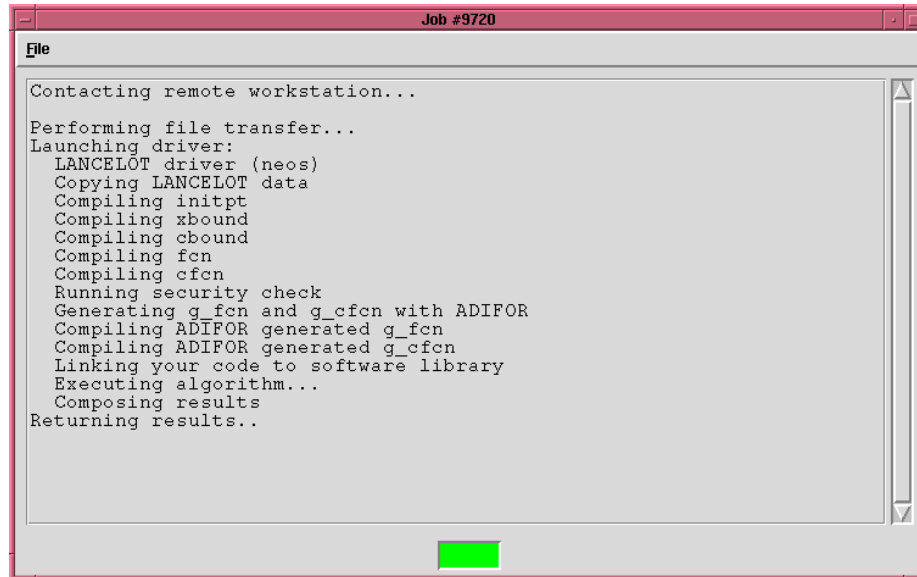 Job #9720
File
Contacting remote workstation...
Performing file transfer...
Launching driver:
LANCELOT driver (neos)
Copying LANCELOT data
Compiling initpt
Compiling xbound
Compiling cbound
Compiling fcn
Compiling cfcn
Running security check
Generating g_fcn and g_cfcn with ADIFOR
Compiling ADIFOR generated g_fcn
Compiling ADIFOR generated g_cfcn
Linking your code to software library
Executing algorithm...
Composing results
Returning results..